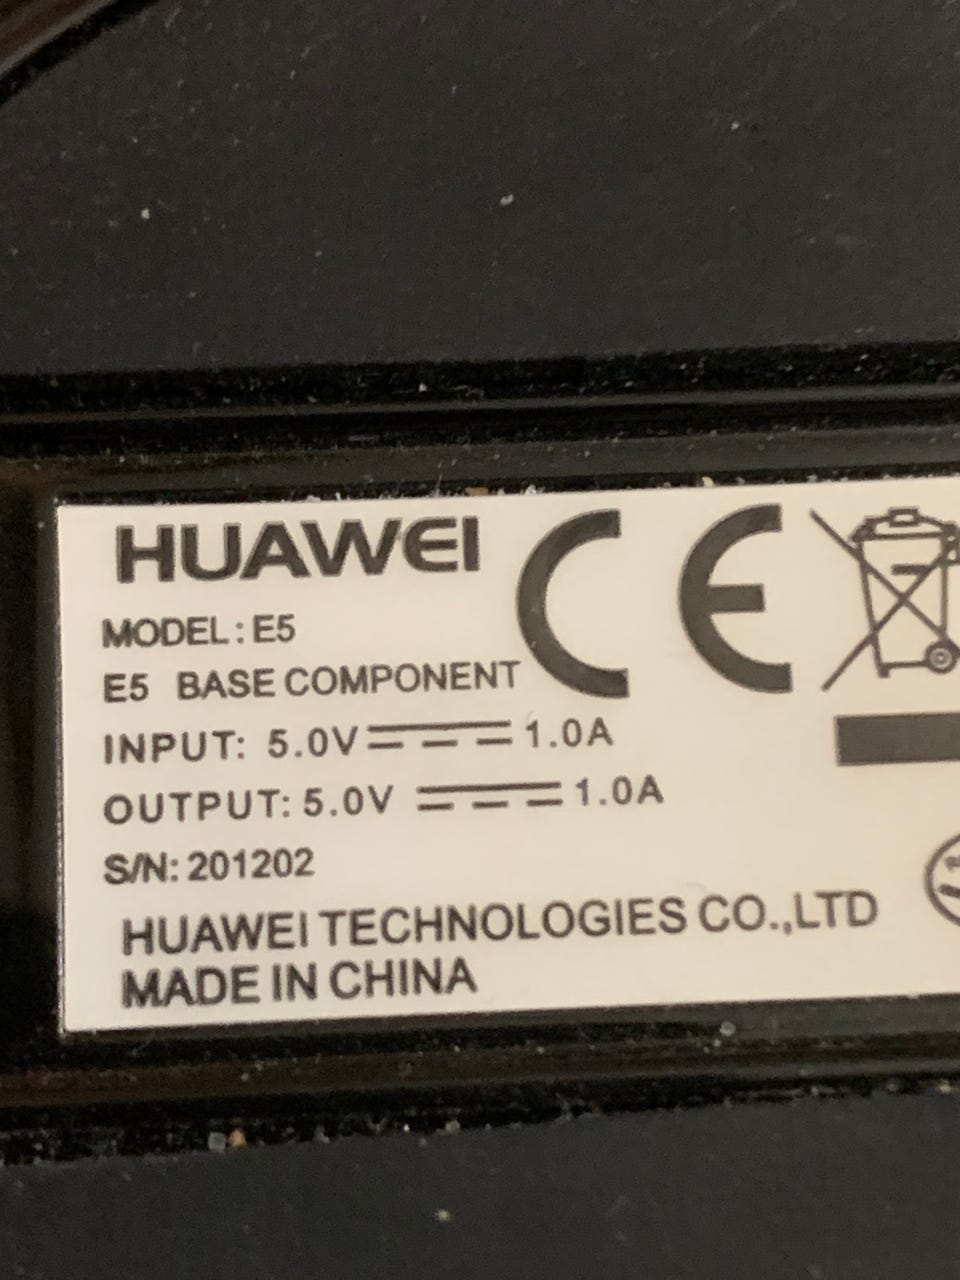 HUAWEI CE
MODEL: E5
E5 BASE COMPONENT
INPUT: 5.0V⎓1.0A
OUTPUT: 5.0V ⎓1.0A
S/N: 201202
HUAWEI TECHNOLOGIES CO.,LTD
MADE IN CHINA